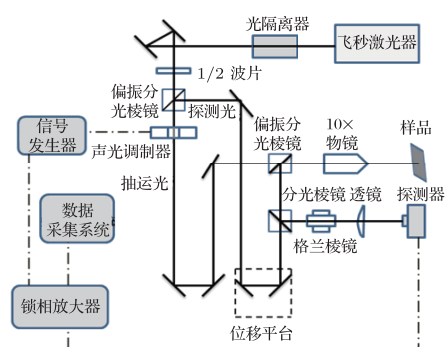 光隔离器
飞秒激光器
1/2 波片
偏振分
光棱镜
探测光
偏振分
光棱镜
10×
物镜
样品
信号
发生器
声光调制器
抽运光
分光棱镜
透镜
探测器
数据
采集系统
格兰棱镜
锁相放大器
位移平台